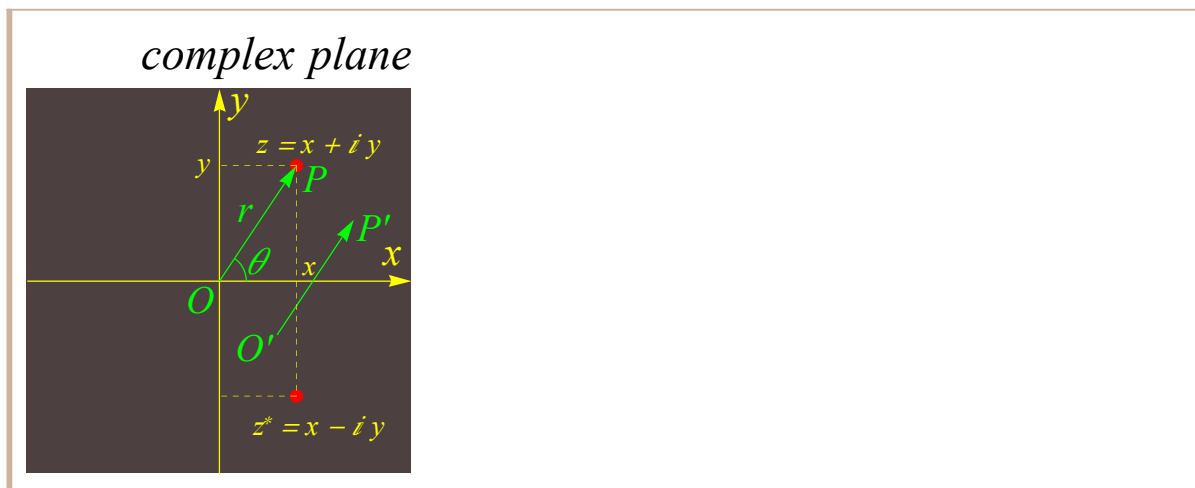 complex plane
y
z = x + i y
y
P
r
P'
θ
x
x
O
O'
z* = x − i y